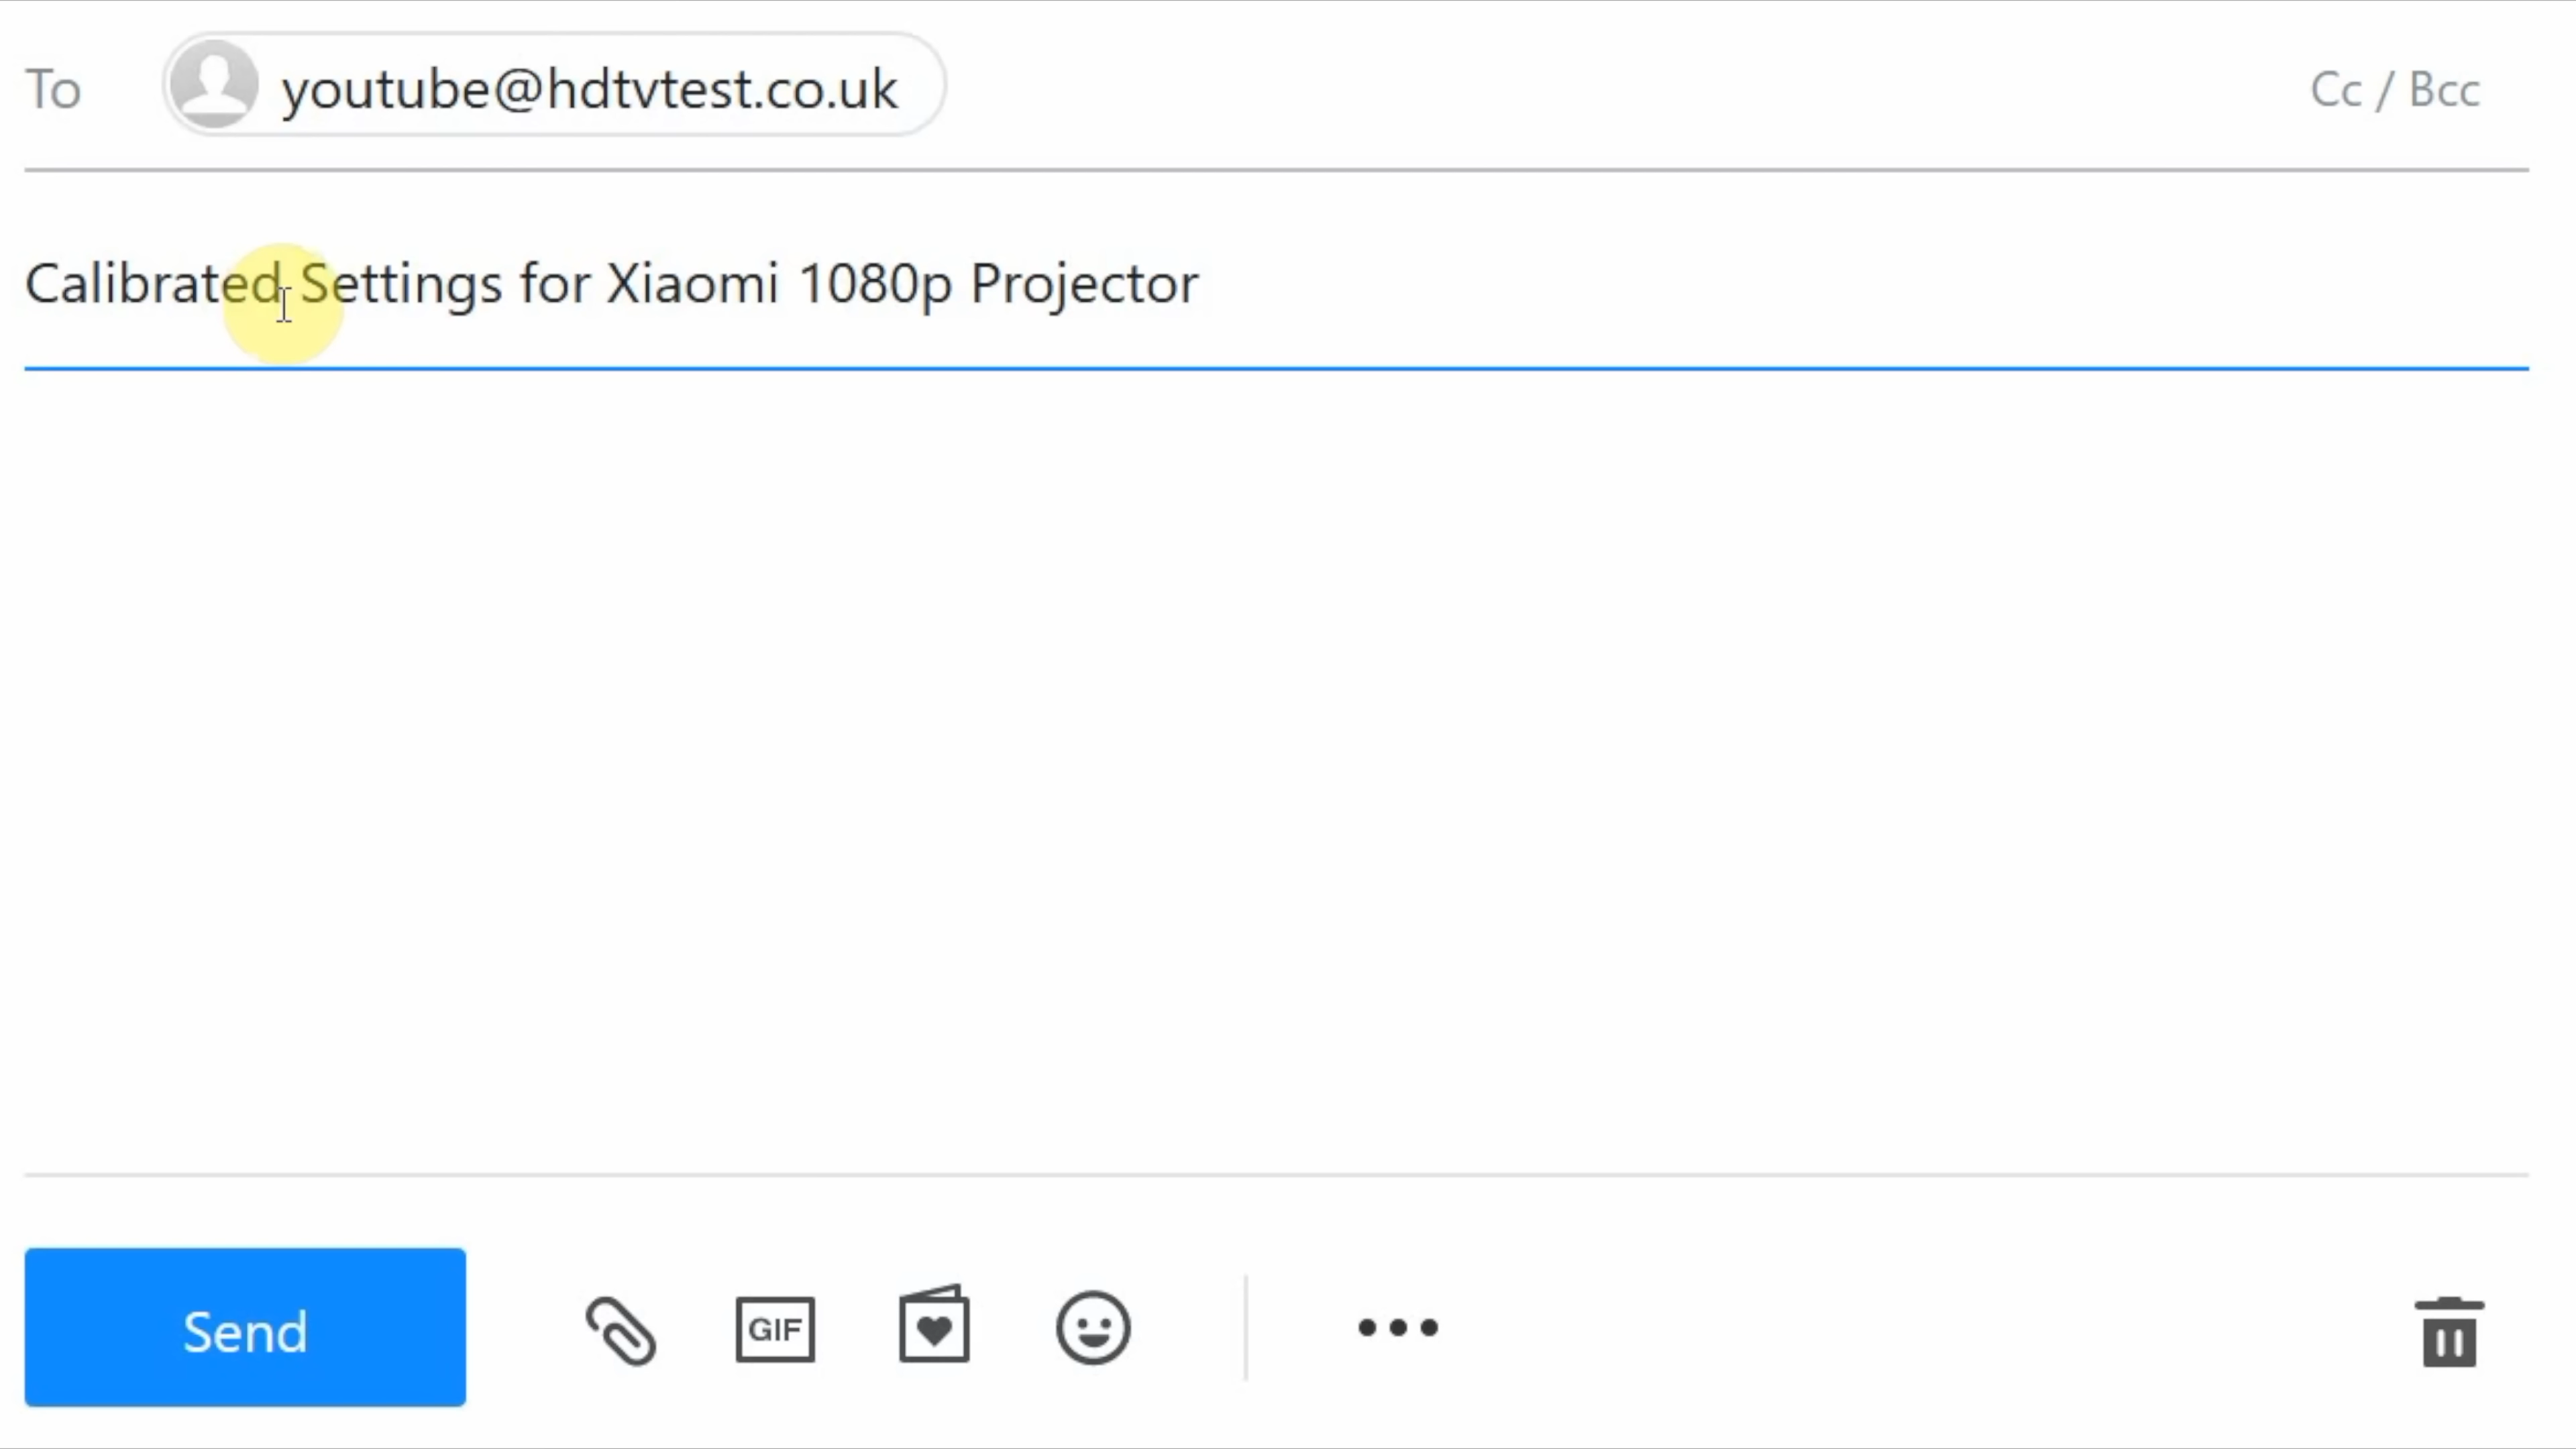 To youtube@hdtvtest.co.uk Cc / Bcc
Calibrated Settings for Xiaomi 1080p Projector
Send GIF